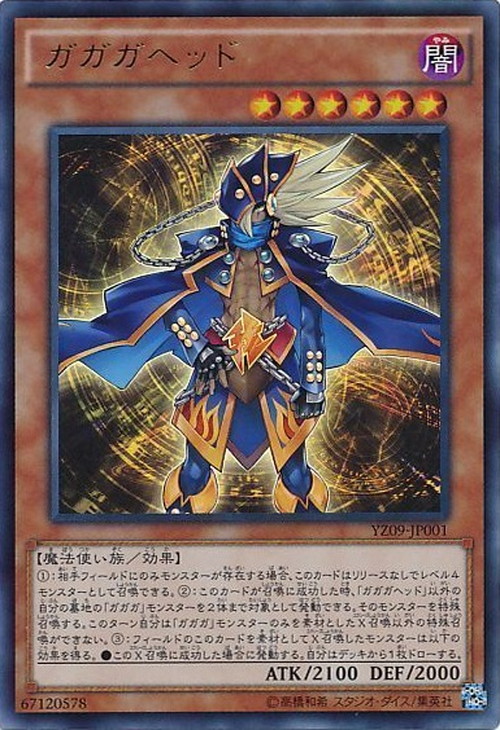 ガガガヘッド
やみ
闇
YZ09-JP001
【魔法使い族/効果】
①:相手フィールドにのみモンスターが存在する場合、このカードはリリースなしでレベル4
モンスターとして召喚できる。②:このカードが召喚に成功した時、「ガガガヘッド」以外の
自分の墓地の「ガガガ」モンスターを2体まで対象として発動できる。そのモンスターを特殊
召喚する。このターン自分は「ガガガ」モンスターのみを素材としたX召喚以外の特殊召
喚ができない。③:フィールドのこのカードを素材としてX召喚したモンスターは以下の
効果を得る。●このX召喚に成功した場合に発動する。自分はデッキから1枚ドローする。
ATK/2100 DEF/2000
67120578
©高橋和希 スタジオ・ダイス/集英社